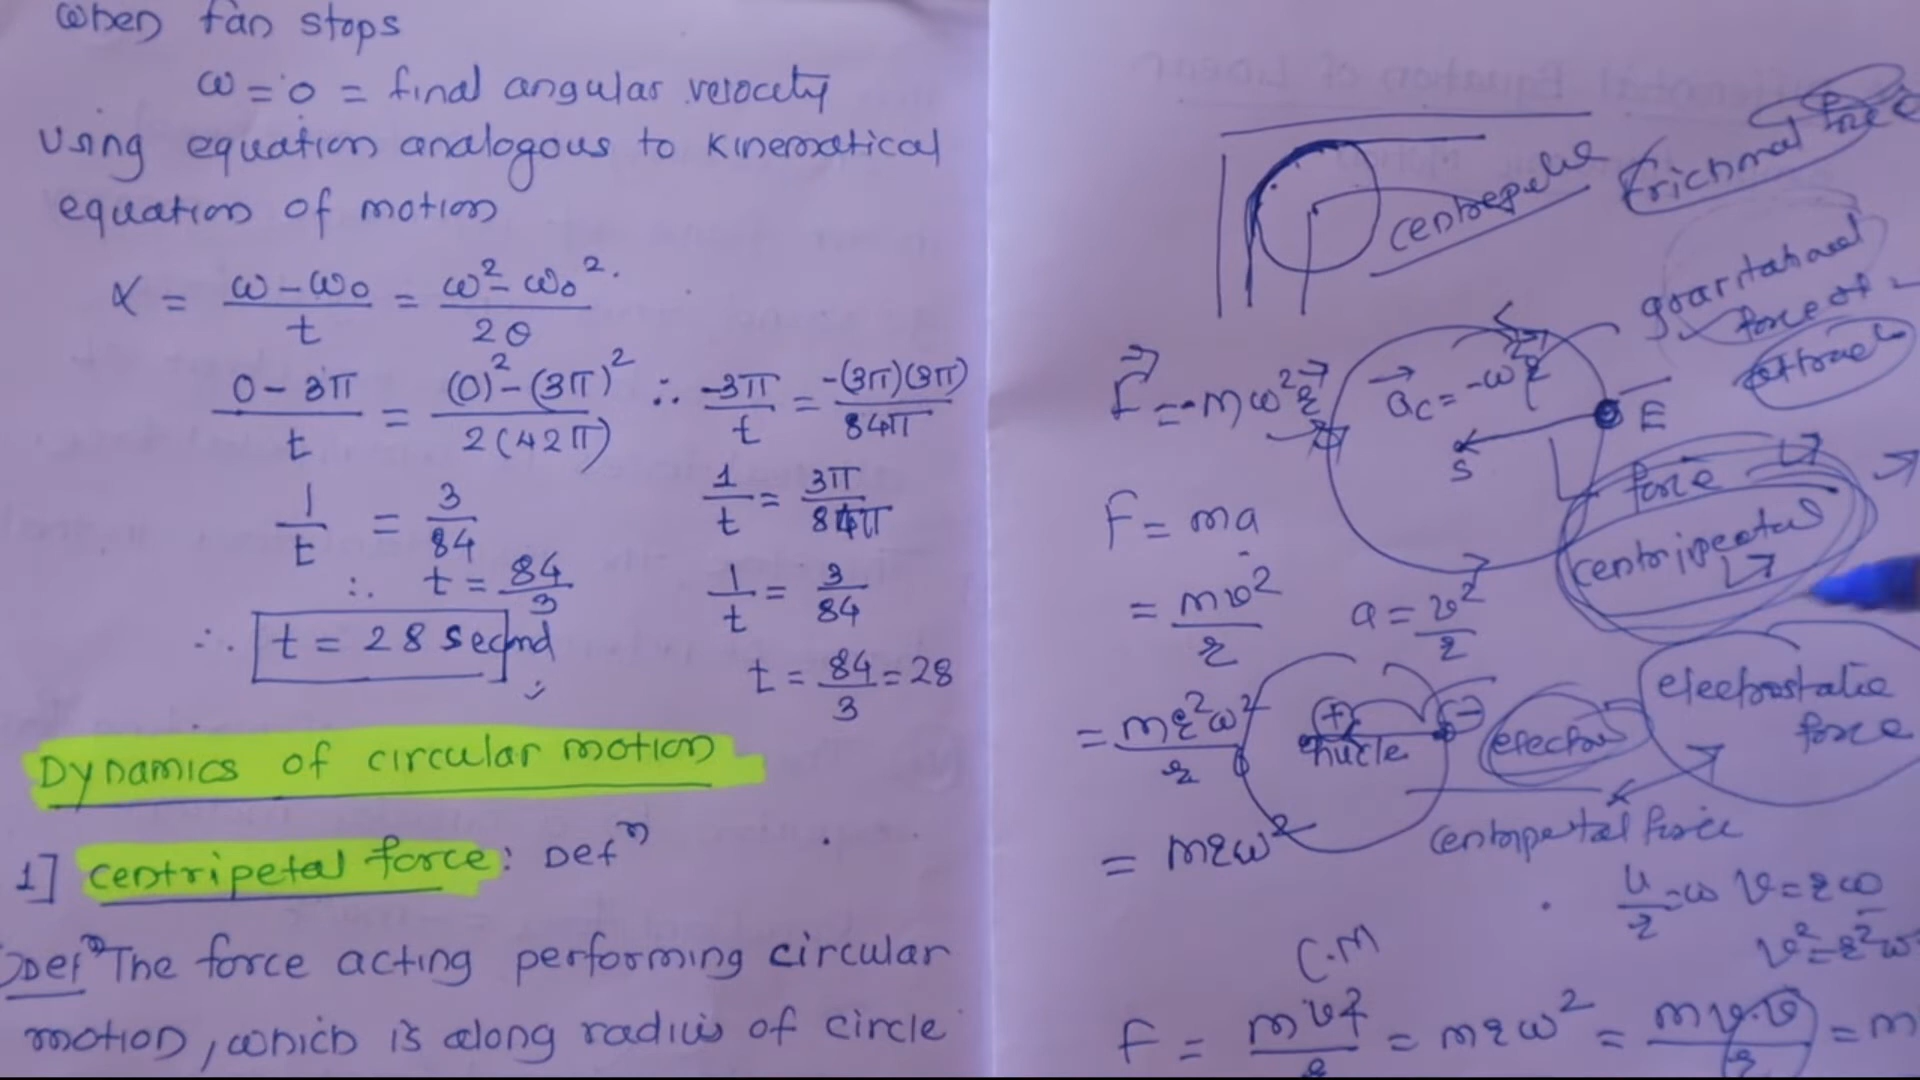 when fan stops
ω = 0 = final angular velocity
Using equation analogous to kinematical
equation of motion
α = ω - ω₀ / t = ω² - ω₀² / 2θ
0 - 3π / t = (0)² - (3π)² / 2(42π) ∴ -3π / t = -(3π)(3π) / 84π
1/t = 3/84
∴ t = 84/3
∴ t = 28 second
1/t = 3π / 84π
1/t = 3/84
t = 84/3 = 28
Dynamics of circular motion
1] centripetal force: Defⁿ
Defⁿ The force acting performing circular
motion, which is along radius of circle
frictional force
gravitational
force of
F = -mω²r
a_c = -ω²r
E
S
force
centripetal
F = ma
= mv²/r
a = v²/r
= mr²ω²/r
+
nucle
-
electrostatic
force
= mrω²
centripetal force
v/r = ω v = rω
v² = r²ω²
C.M
F = mv²/r = mrω² = mv.v/r = m